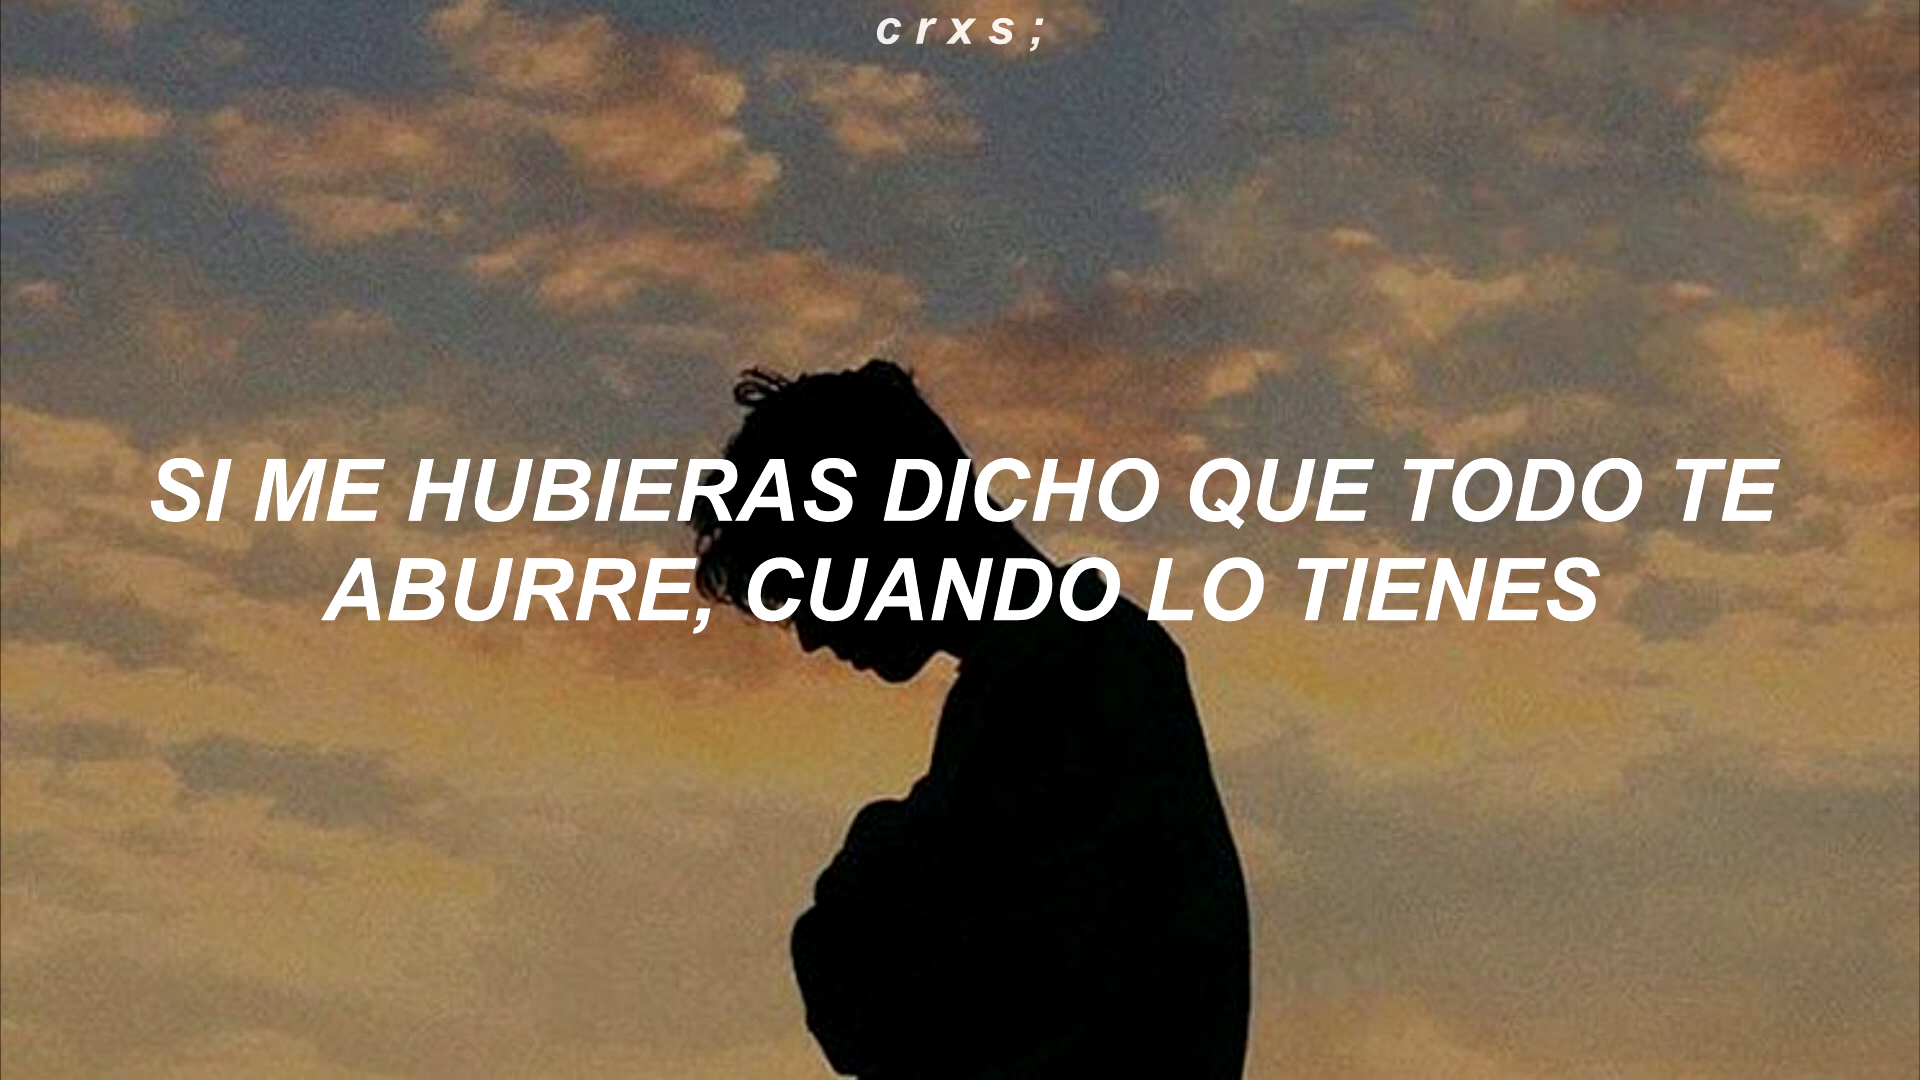 c r x s ;
SI ME HUBIERAS DICHO QUE TODO TE
ABURRE, CUANDO LO TIENES